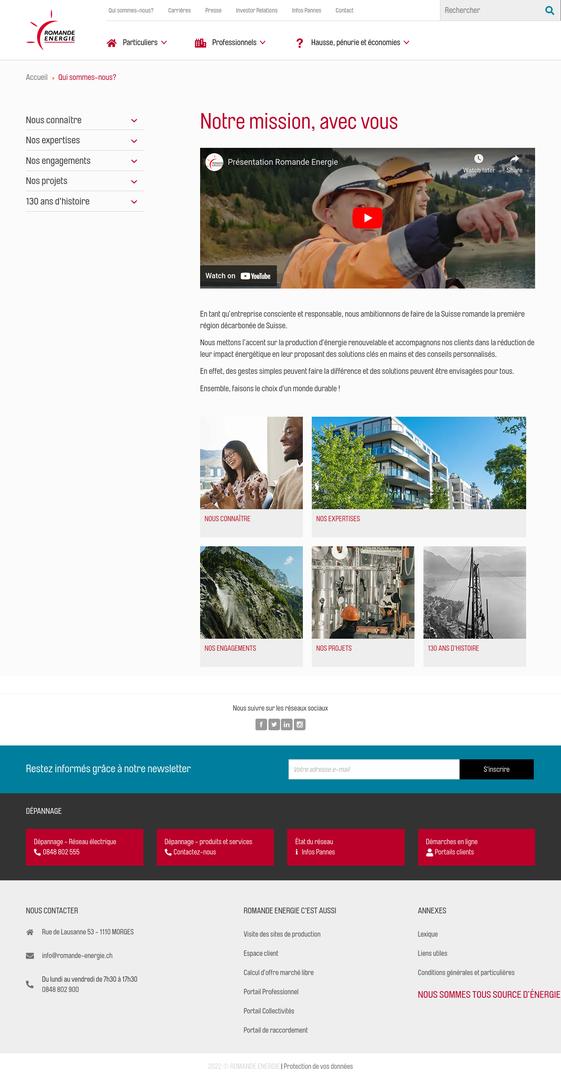 Qui sommes-nous? Carrières Presse Investor Relations Infos Pannes Contact
Rechercher
ROMANDE
ENERGIE
Particuliers Professionnels Hausse, pénurie et économies
Accueil Qui sommes-nous?
Nous connaître
Nos expertises
Nos engagements
Nos projets
130 ans d'histoire
Notre mission, avec vous
Présentation Romande Energie
Watch later Share
Watch on YouTube
En tant qu'entreprise consciente et responsable, nous ambitionnons de faire de la Suisse romande la première
région décarbonée de Suisse.
Nous mettons l'accent sur la production d'énergie renouvelable et accompagnons nos clients dans la réduction de
leur impact énergétique en leur proposant des solutions clés en mains et des conseils personnalisés.
En effet, des gestes simples peuvent faire la différence et des solutions peuvent être envisagées pour tous.
Ensemble, faisons le choix d'un monde durable !
NOUS CONNAÎTRE
NOS EXPERTISES
NOS ENGAGEMENTS
NOS PROJETS
130 ANS D'HISTOIRE
Nous suivre sur les réseaux sociaux
Restez informés grâce à notre newsletter
Votre adresse e-mail
S'inscrire
DÉPANNAGE
Dépannage - Réseau électrique
0848 802 555
Dépannage - produits et services
Contactez-nous
État du réseau
Infos Pannes
Démarches en ligne
Portails clients
NOUS CONTACTER
Rue de Lausanne 53 - 1110 MORGES
info@romande-energie.ch
Du lundi au vendredi de 7h30 à 17h30
0848 802 900
ROMANDE ENERGIE C'EST AUSSI
Visite des sites de production
Espace client
Calcul d'offre marché libre
Portail Professionnel
Portail Collectivités
Portail de raccordement
ANNEXES
Lexique
Liens utiles
Conditions générales et particulières
NOUS SOMMES TOUS SOURCE D'ÉNERGIE
2022 © ROMANDE ENERGIE | Protection de vos données